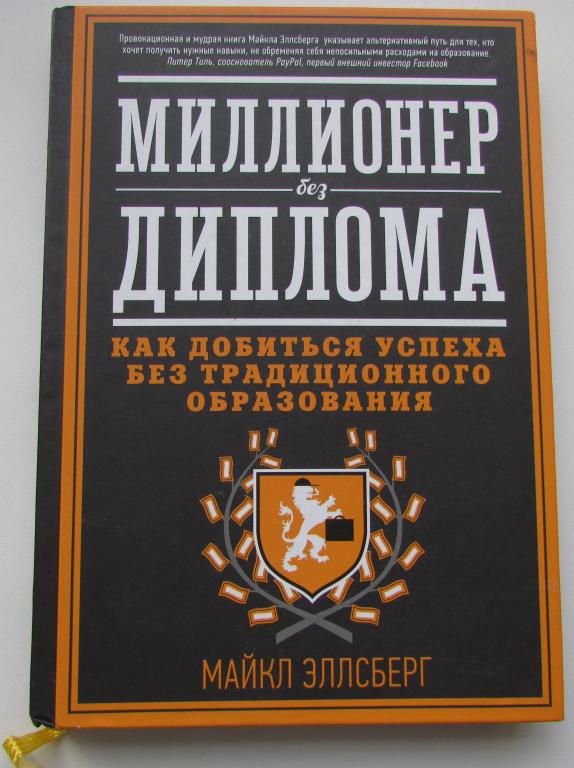 Провокационная и мудрая книга Майкла Эллсберга указывает альтернативный путь для тех, кто
хочет получить нужные навыки, не обременяя себя непосильными расходами на образование.
Питер Тиль, сооснователь PayPal, первый внешний инвестор Facebook
МИЛЛИОНЕР
без
ДИПЛОМА
КАК ДОБИТЬСЯ УСПЕХА
БЕЗ ТРАДИЦИОННОГО
ОБРАЗОВАНИЯ
МАЙКЛ ЭЛЛСБЕРГ